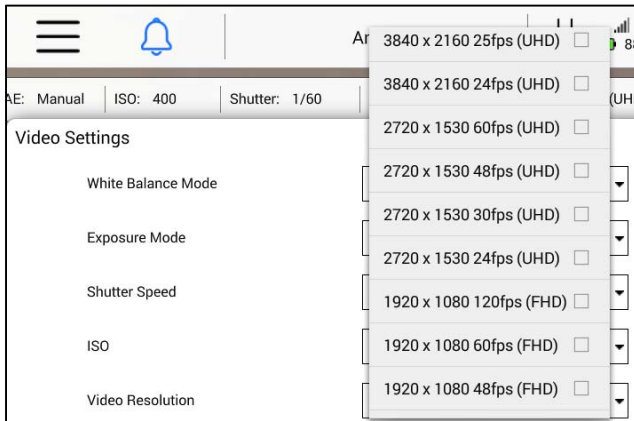 AE: Manual ISO: 400 Shutter: 1/60
Video Settings
White Balance Mode
Exposure Mode
Shutter Speed
ISO
Video Resolution
3840 x 2160 25fps (UHD)
3840 x 2160 24fps (UHD)
2720 x 1530 60fps (UHD)
2720 x 1530 48fps (UHD)
2720 x 1530 30fps (UHD)
2720 x 1530 24fps (UHD)
1920 x 1080 120fps (FHD)
1920 x 1080 60fps (FHD)
1920 x 1080 48fps (FHD)